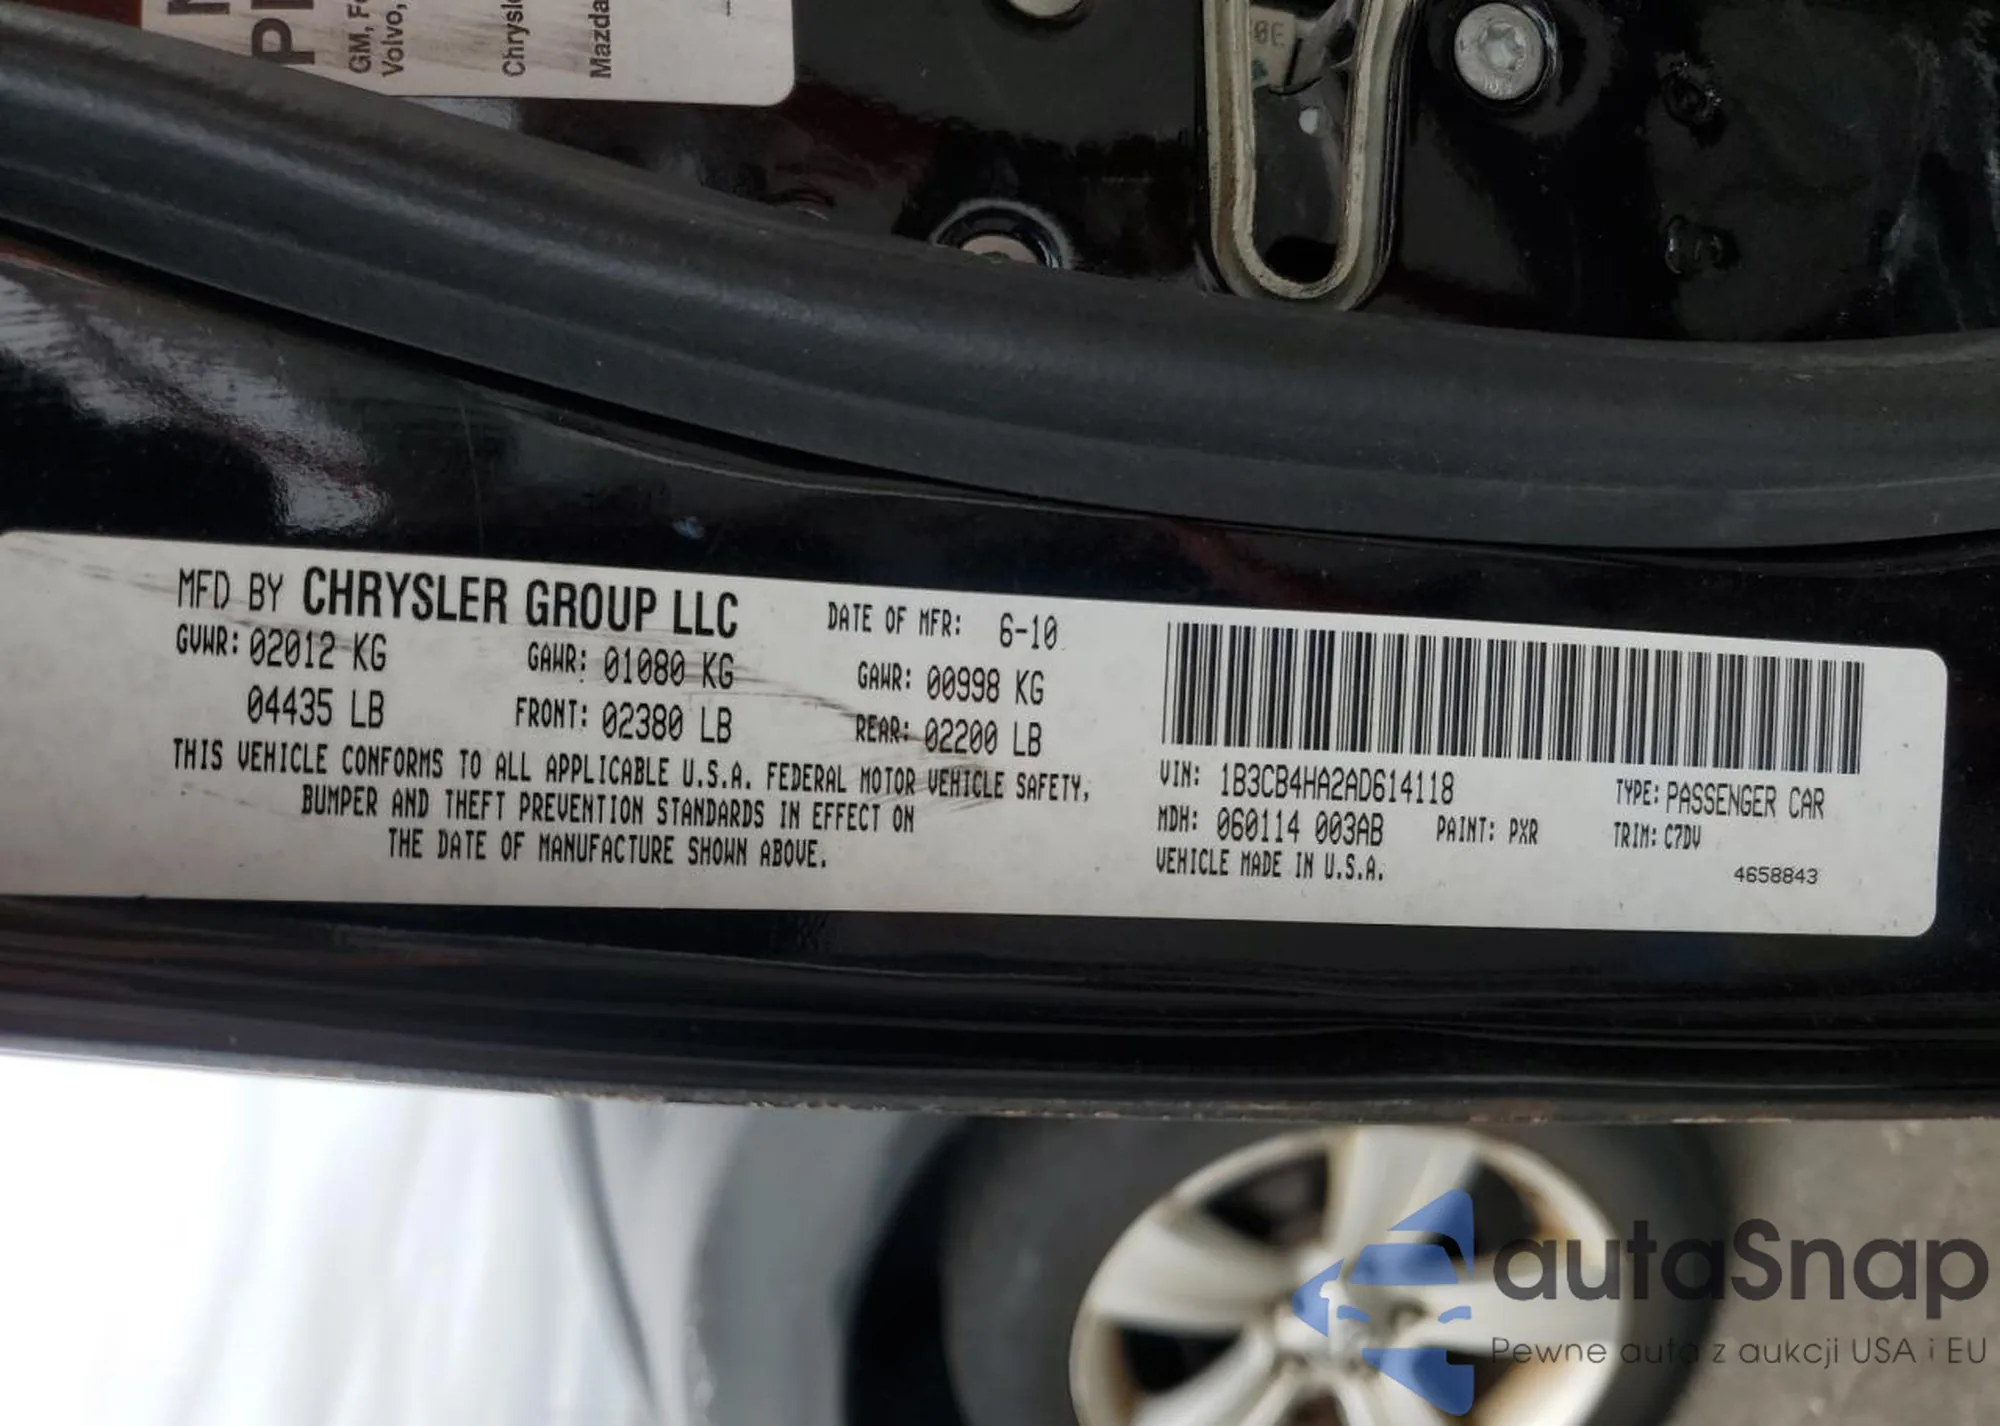 GM,
Volvo,
Mazda
0E
MFD BY CHRYSLER GROUP LLC
DATE OF MFR: 6-10
GVWR: 02012 KG
GAWR: 01080 KG
GAWR: 00998 KG
04435 LB
FRONT: 02380 LB
REAR: 02200 LB
THIS VEHICLE CONFORMS TO ALL APPLICABLE U.S.A. FEDERAL MOTOR VEHICLE SAFETY,
BUMPER AND THEFT PREVENTION STANDARDS IN EFFECT ON
THE DATE OF MANUFACTURE SHOWN ABOVE.
VIN: 1B3CB4HA2AD614118
TYPE: PASSENGER CAR
MDH: 060114 003AB
PAINT: PXR
TRIM: C7DV
VEHICLE MADE IN U.S.A.
4658843
autaSnap
Pewne auta z aukcji USA i EU